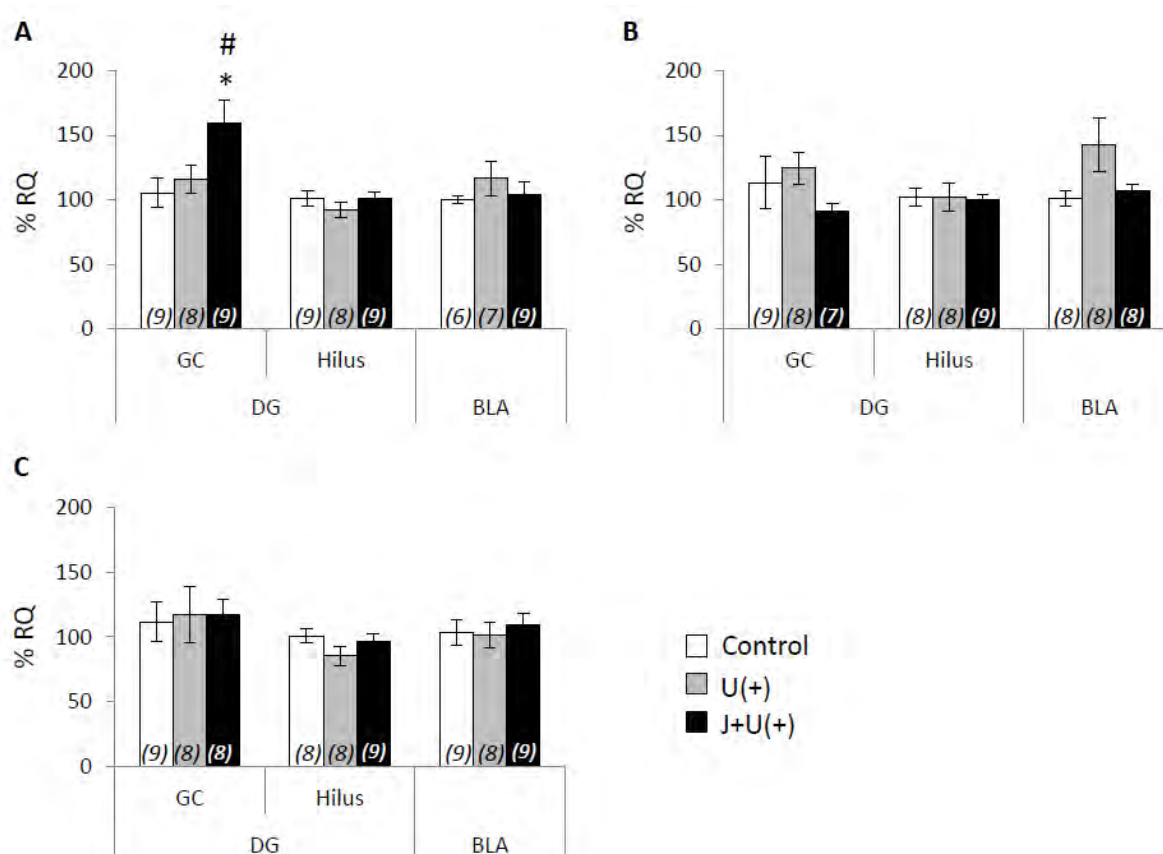 A
#
*
200
150
100
50
0
% RQ
(9) (8) (9) (9) (8) (9) (6) (7) (9)
GC Hilus
DG BLA
B
200
150
100
50
0
% RQ
(9) (8) (7) (8) (8) (9) (8) (8) (8)
GC Hilus
DG BLA
C
200
150
100
50
0
% RQ
(9) (8) (8) (8) (8) (9) (9) (8) (9)
GC Hilus
DG BLA
Control
U(+)
J+U(+)